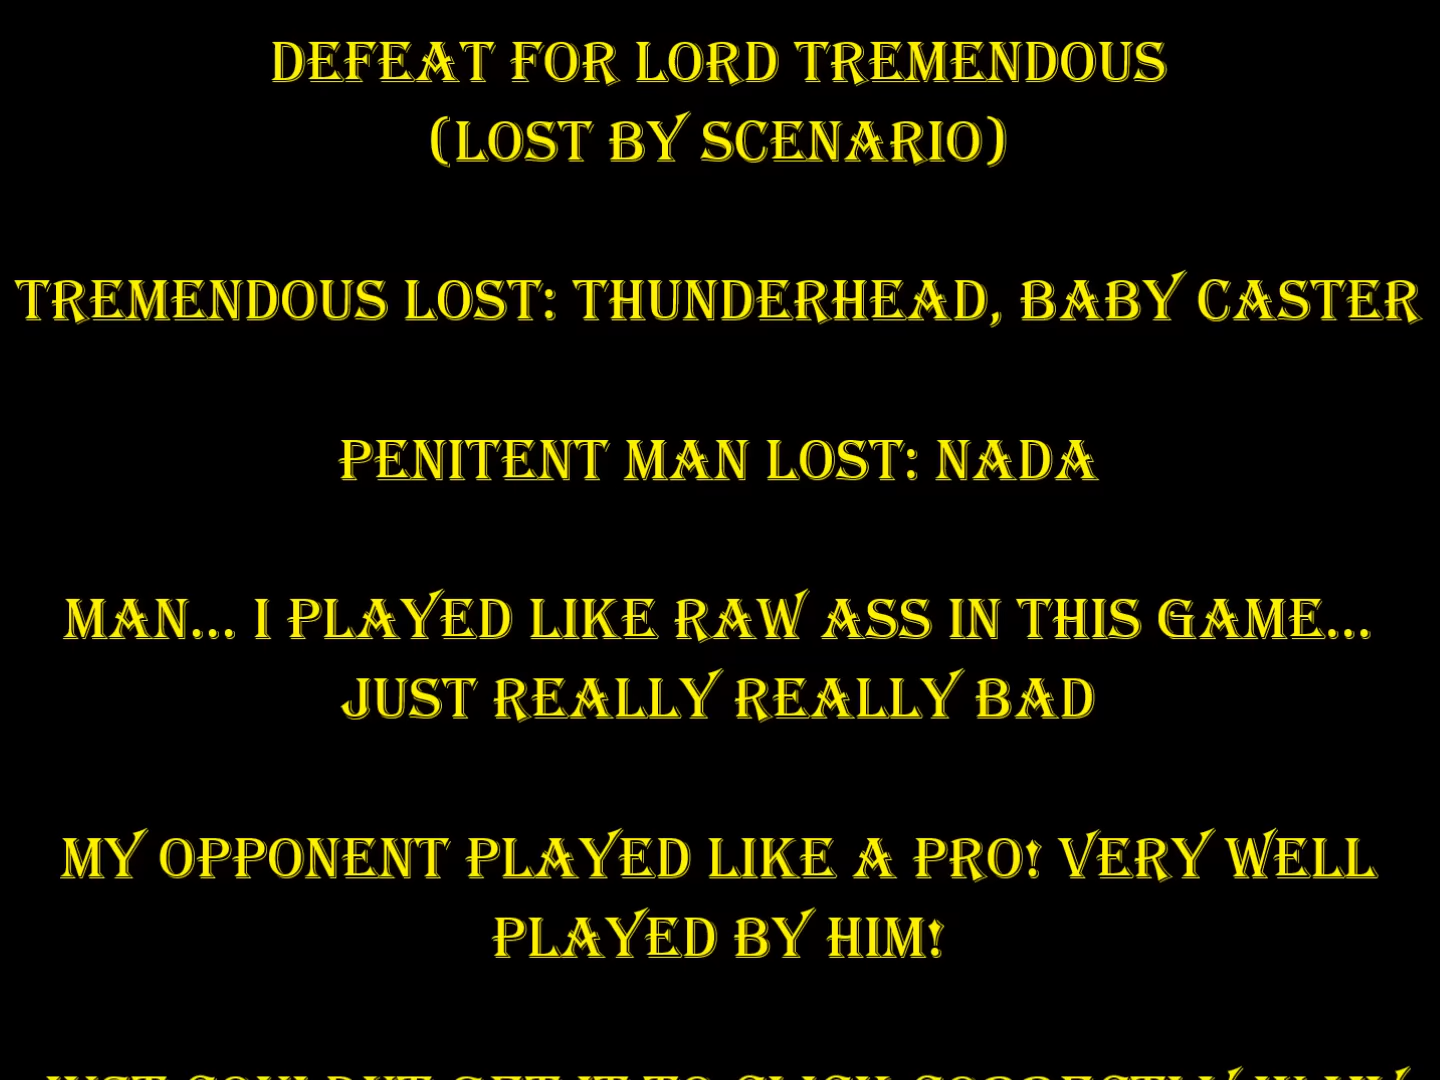 DEFEAT FOR LORD TREMENDOUS
(LOST BY SCENARIO)
TREMENDOUS LOST: THUNDERHEAD, BABY CASTER
PENITENT MAN LOST: NADA
MAN... I PLAYED LIKE RAW ASS IN THIS GAME...
JUST REALLY REALLY BAD
MY OPPONENT PLAYED LIKE A PRO! VERY WELL
PLAYED BY HIM!